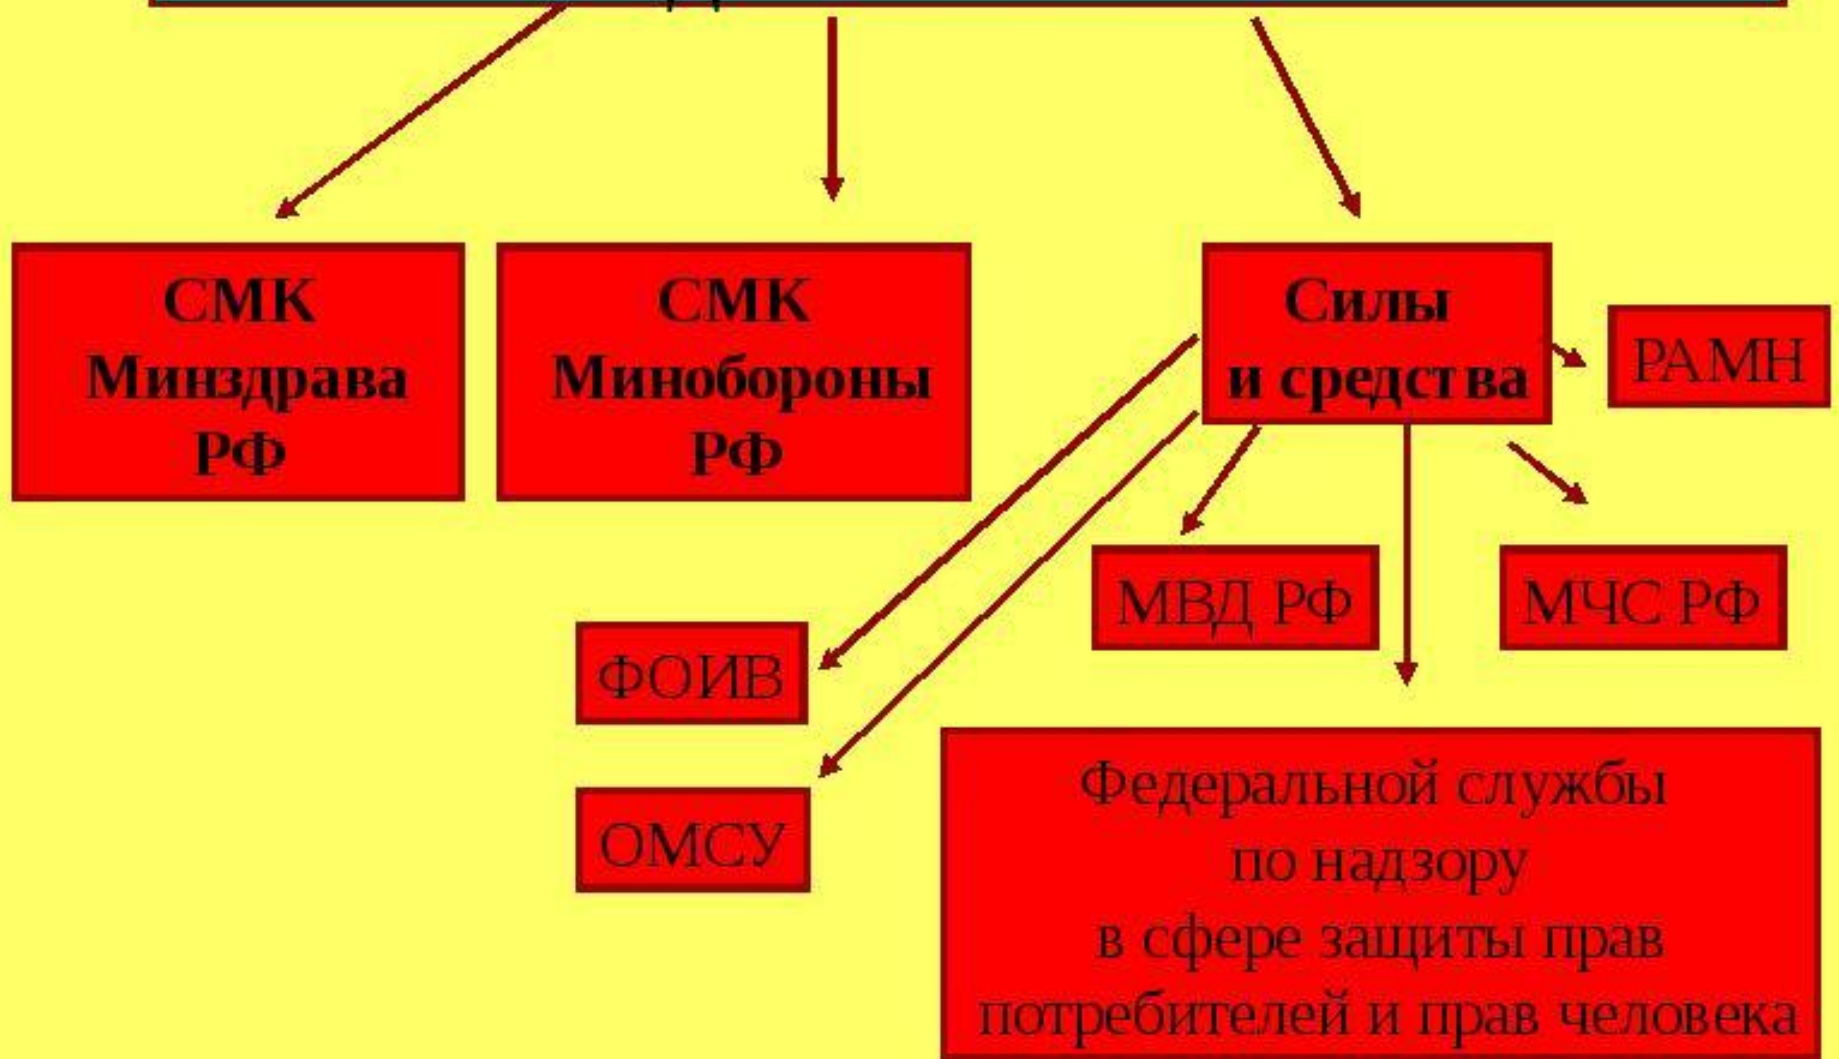 СМК
Минздрава
РФ
СМК
Минобороны
РФ
Силы
и средства
РАМН
МВД РФ
МЧС РФ
ФОИВ
ОМСУ
Федеральной службы
по надзору
в сфере защиты прав
потребителей и прав человека